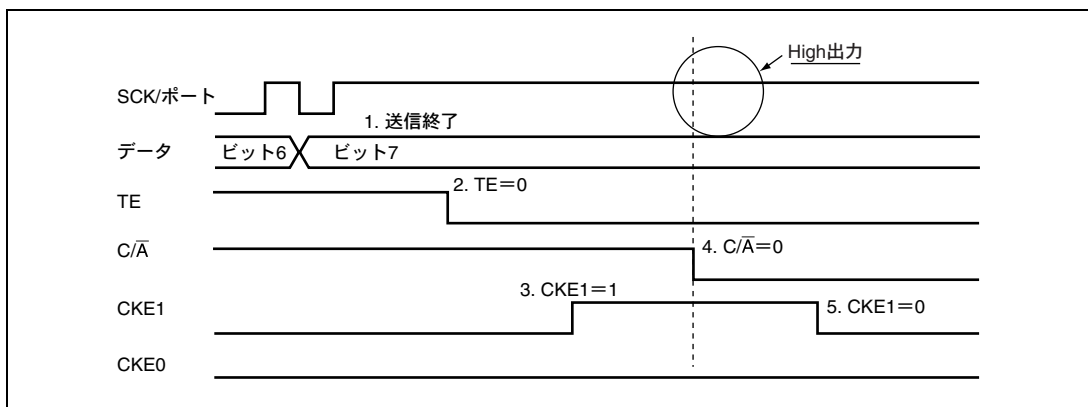 High出力
SCK/ポート
1. 送信終了
データ
ビット6
ビット7
2. TE=0
TE
C/A̅
4. C/A̅=0
3. CKE1=1
CKE1
5. CKE1=0
CKE0